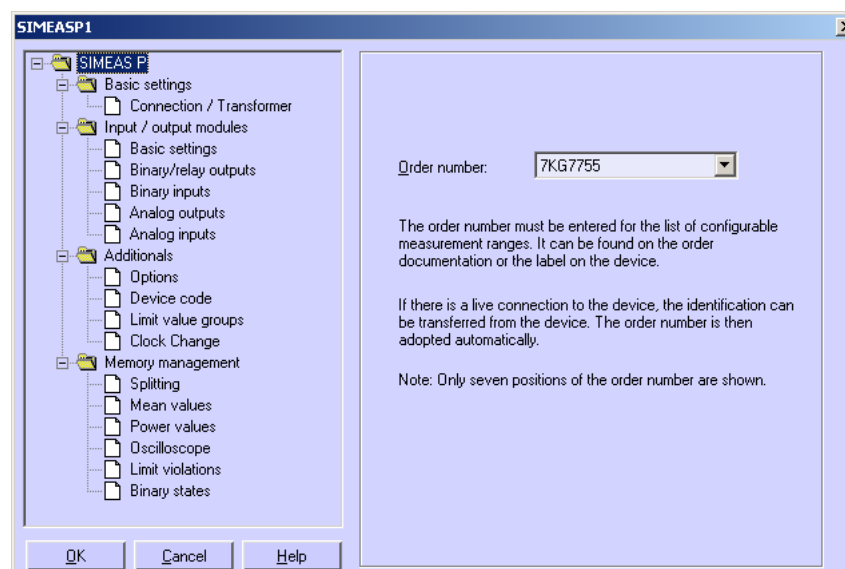 SIMEASP1
SIMEAS P
Basic settings
Connection / Transformer
Input / output modules
Basic settings
Binary/relay outputs
Binary inputs
Analog outputs
Analog inputs
Additionals
Options
Device code
Limit value groups
Clock Change
Memory management
Splitting
Mean values
Power values
Oscilloscope
Limit violations
Binary states
Order number: 7KG7755
The order number must be entered for the list of configurable
measurement ranges. It can be found on the order
documentation or the label on the device.
If there is a live connection to the device, the identification can
be transferred from the device. The order number is then
adopted automatically.
Note: Only seven positions of the order number are shown.
OK Cancel Help